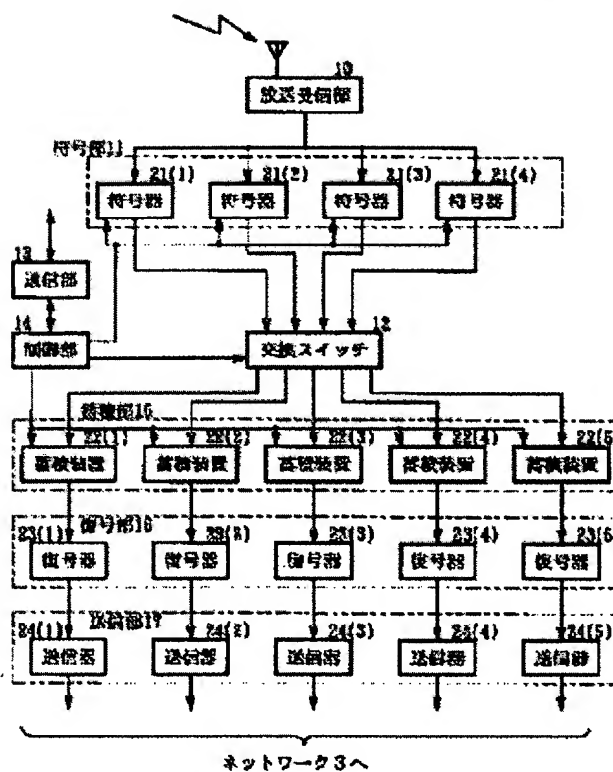 10
放送受信部
符号部11
21(1) 21(2) 21(3) 21(4)
符号器 符号器 符号器 符号器
13
送信部
14
制御部
12
交換スイッチ
蓄積部15
22(1) 22(2) 22(3) 22(4) 22(5
蓄積装置 蓄積装置 蓄積装置 蓄積装置 蓄積装置
復号部16
23(1) 23(2) 23(3) 23(4)
復号器 復号器 復号器 復号器 復号器
送信部17
24(1) 24(2) 24(3) 24(4) 24(5)
送信器 送信器 送信器 送信器 送信器
ネットワーク3へ